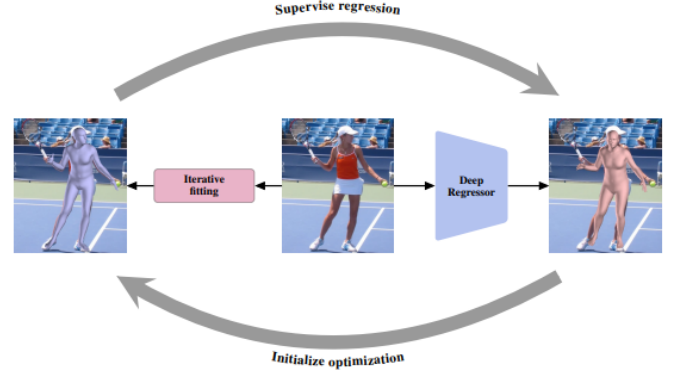 Supervise regression
Iterative
fitting
Deep
Regressor
Initialize optimization